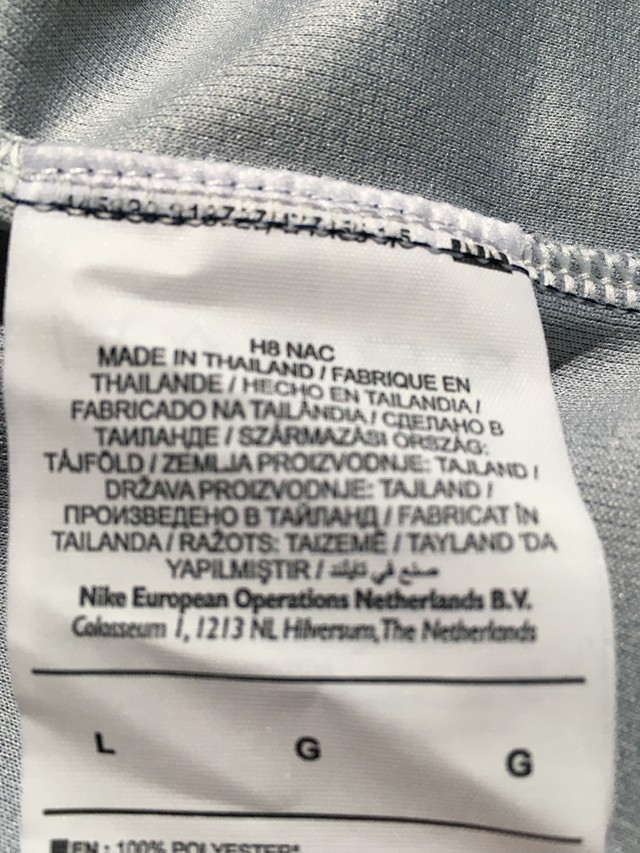 H8 NAC
MADE IN THAILAND / FABRIQUE EN
THAILANDE / HECHO EN TAILANDIA /
FABRICADO NA TAILÂNDIA / СДЕЛАНО В
ТАИЛАНДЕ / SZÁRMAZÁSI ORSZÁG:
TÁJFÖLD / ZEMLJA PROIZVODNJE: TAJLAND /
DRŽAVA PROIZVODNJE: TAJLAND /
ПРОИЗВЕДЕНО В ТАЙЛАНД / FABRICAT ÎN
TAILANDA / RAŽOTS: TAIZEMĒ / TAYLAND 'DA
YAPILMIŞTIR / صنع في تايلند
Nike European Operations Netherlands B.V.
Colosseum 1, 1213 NL Hilversum, The Netherlands
L G G
EN : 100% POLYESTER*